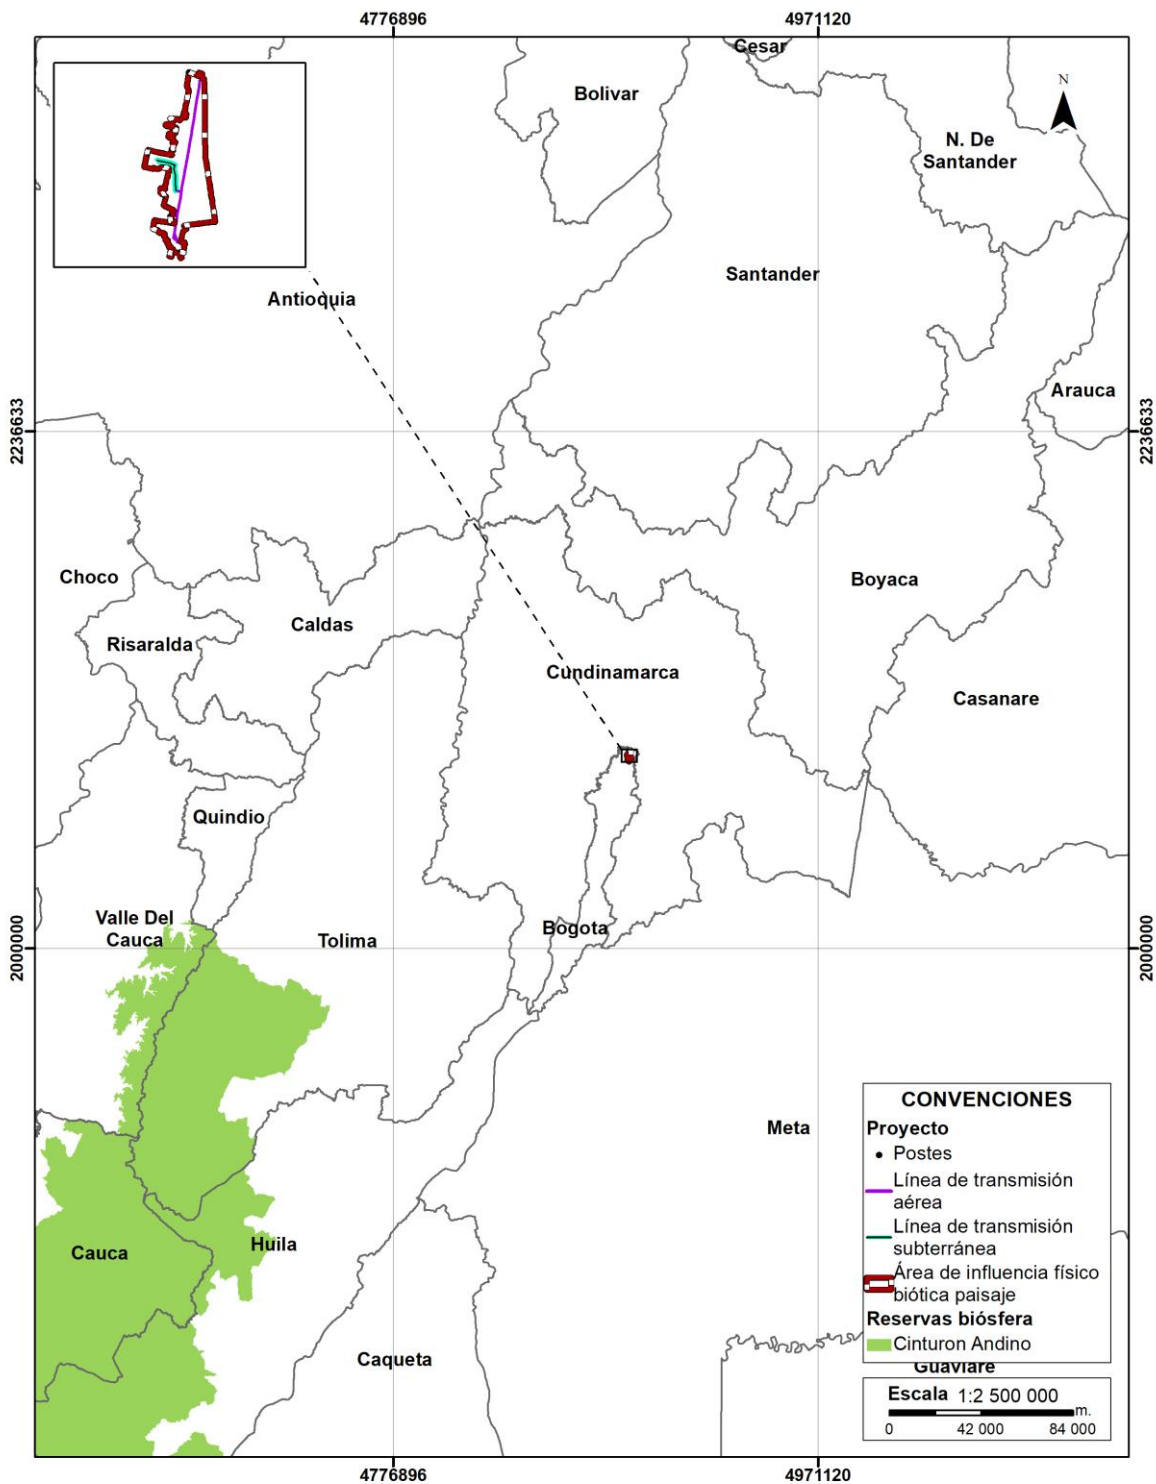 4776896
4971120
Cesar
Bolivar
N
N. De
Santander
Santander
Antioquia
Arauca
2236633
2236633
Choco
Boyaca
Caldas
Risaralda
Cundinamarca
Casanare
Quindio
Valle Del
Cauca
Bogota
Tolima
2000000
2000000
CONVENCIONES
Proyecto
Postes
Línea de transmisión
aérea
Línea de transmisión
subterránea
Área de influencia físico
biótica paisaje
Reservas biósfera
Cinturon Andino
Meta
Huila
Cauca
Caqueta
Guaviare
Escala 1:2 500 000
m.
0 42 000 84 000
4776896
4971120